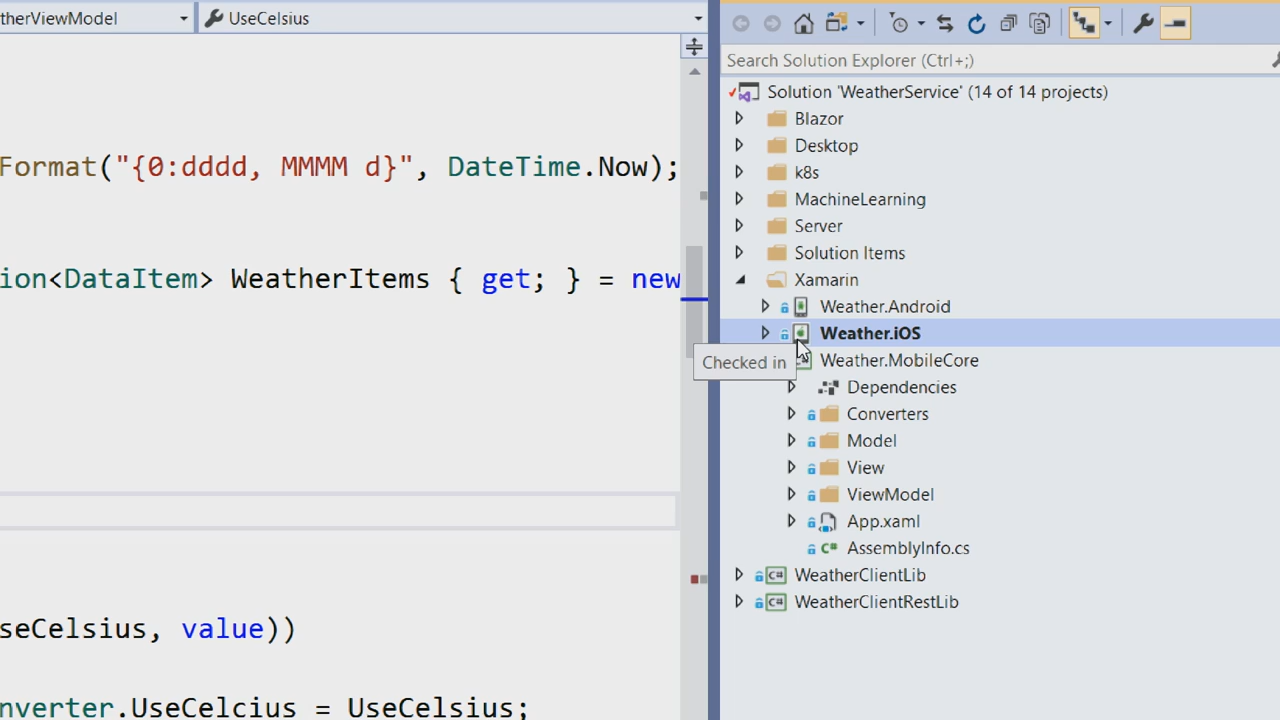 therViewModel
UseCelsius
Format("{0:dddd, MMMM d}", DateTime.Now);
ion<DataItem> WeatherItems { get; } = new
seCelsius, value))
nverter.UseCelcius = UseCelsius;
Search Solution Explorer (Ctrl+;)
Solution 'WeatherService' (14 of 14 projects)
Blazor
Desktop
k8s
MachineLearning
Server
Solution Items
Xamarin
Weather.Android
Weather.iOS
Checked in
Weather.MobileCore
Dependencies
Converters
Model
View
ViewModel
App.xaml
C# AssemblyInfo.cs
C# WeatherClientLib
C# WeatherClientRestLib